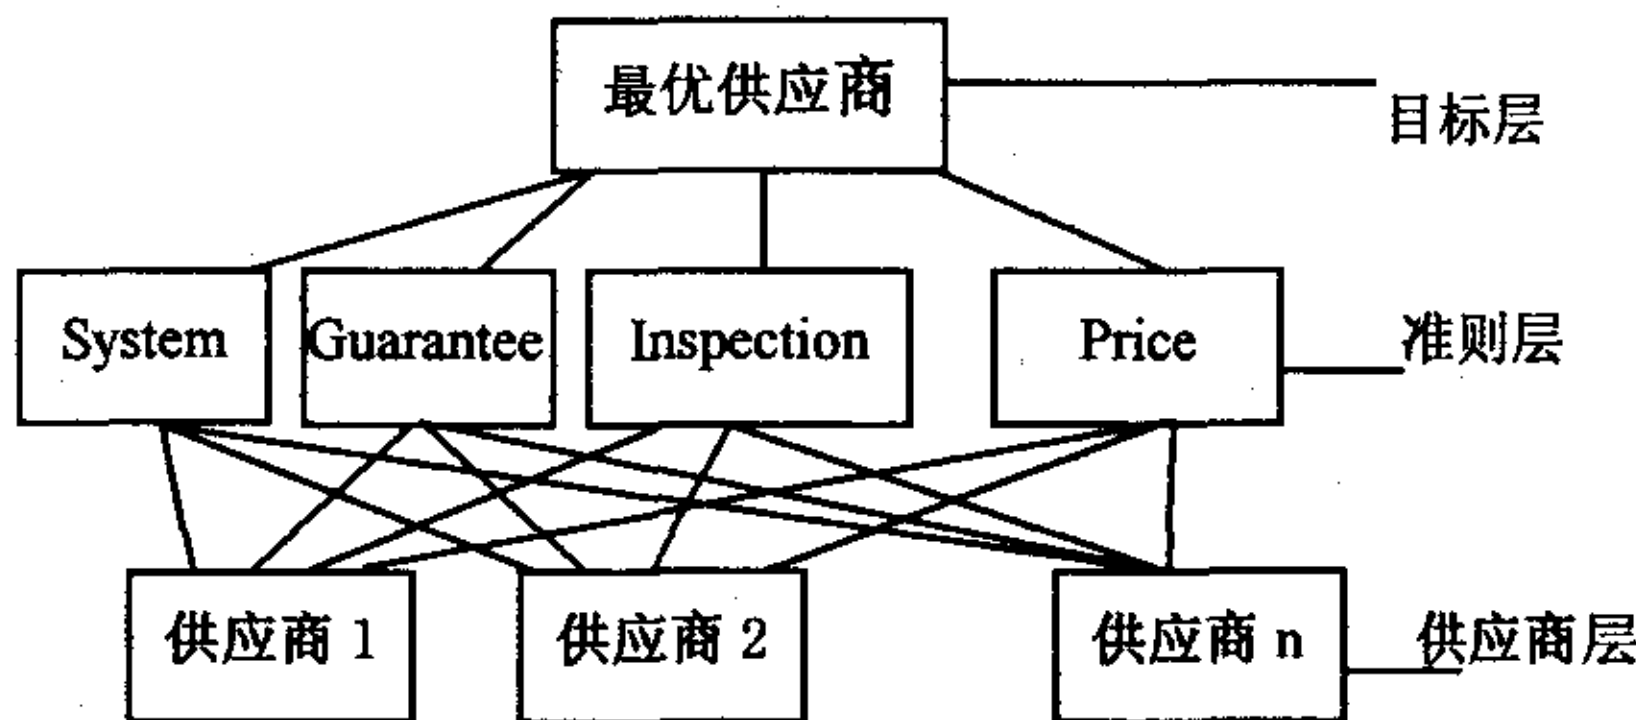 最优供应商
目标层
System
Guarantee
Inspection
Price
准则层
供应商 1
供应商 2
供应商 n
供应商层